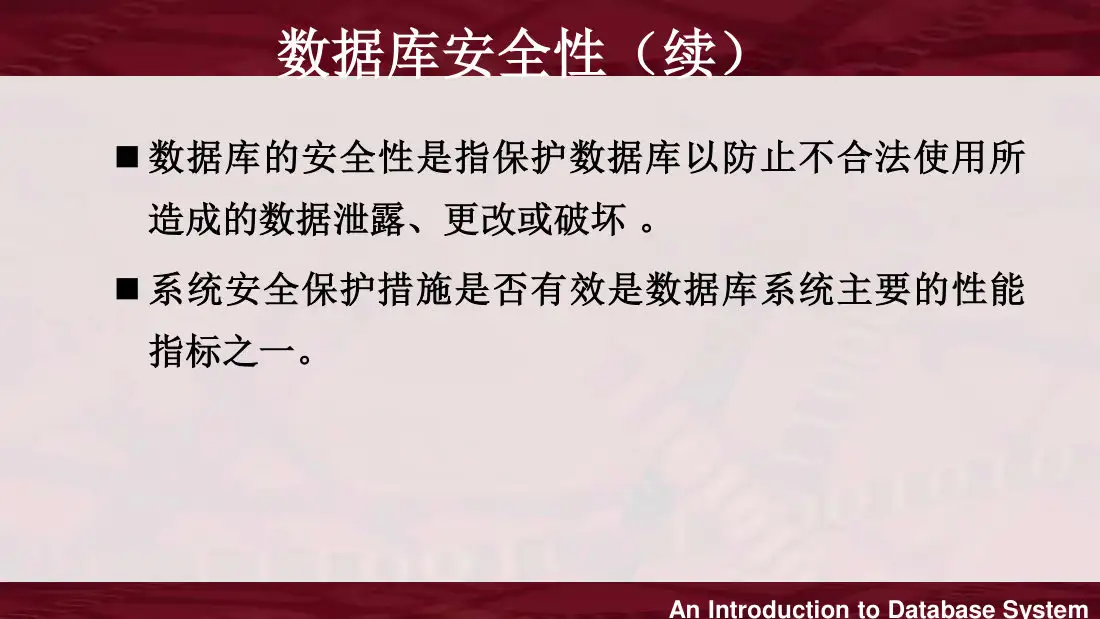 数据库安全性（续）
■ 数据库的安全性是指保护数据库以防止不合法使用所
造成的数据泄露、更改或破坏 。
■ 系统安全保护措施是否有效是数据库系统主要的性能
指标之一。
An Introduction to Database System